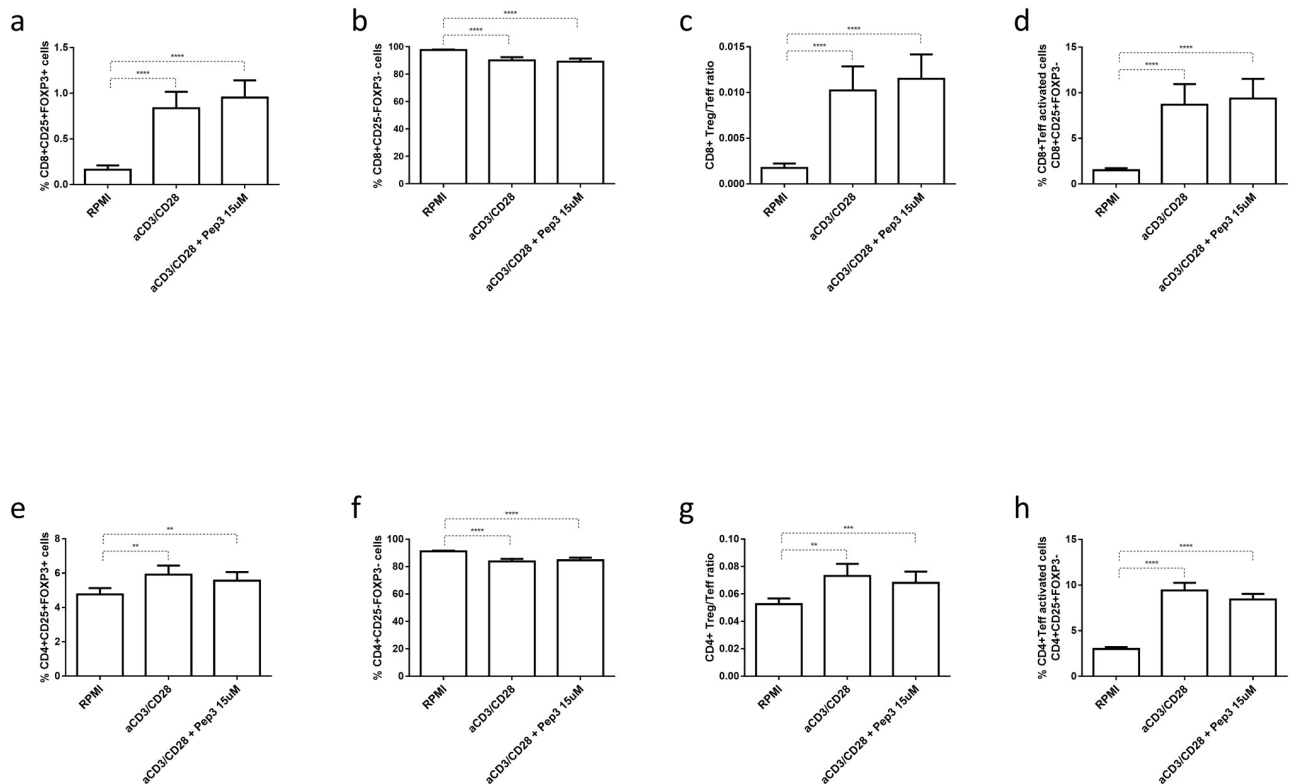 a
% CD8+CD25+FOXP3+ cells
1.5
1.0
0.5
0.0
****
****
RPMI
aCD3/CD28
aCD3/CD28 + Pep3 15uM
b
% CD8+CD25-FOXP3- cells
100
80
60
40
20
0
****
****
RPMI
aCD3/CD28
aCD3/CD28 + Pep3 15uM
c
CD8+ Treg/Teff ratio
0.015
0.010
0.005
0.000
****
****
RPMI
aCD3/CD28
aCD3/CD28 + Pep3 15uM
d
% CD8+Teff activated cells
CD8+CD25+FOXP3-
15
10
5
0
****
****
RPMI
aCD3/CD28
aCD3/CD28 + Pep3 15uM
e
% CD4+CD25+FOXP3+ cells
8
6
4
2
0
**
**
RPMI
aCD3/CD28
aCD3/CD28 + Pep3 15uM
f
% CD4+CD25-FOXP3- cells
100
80
60
40
20
0
****
****
RPMI
aCD3/CD28
aCD3/CD28 + Pep3 15uM
g
CD4+ Treg/Teff ratio
0.10
0.08
0.06
0.04
0.02
0.00
***
**
RPMI
aCD3/CD28
aCD3/CD28 + Pep3 15uM
h
% CD4+Teff activated cells
CD4+CD25+FOXP3-
15
10
5
0
****
****
RPMI
aCD3/CD28
aCD3/CD28 + Pep3 15uM